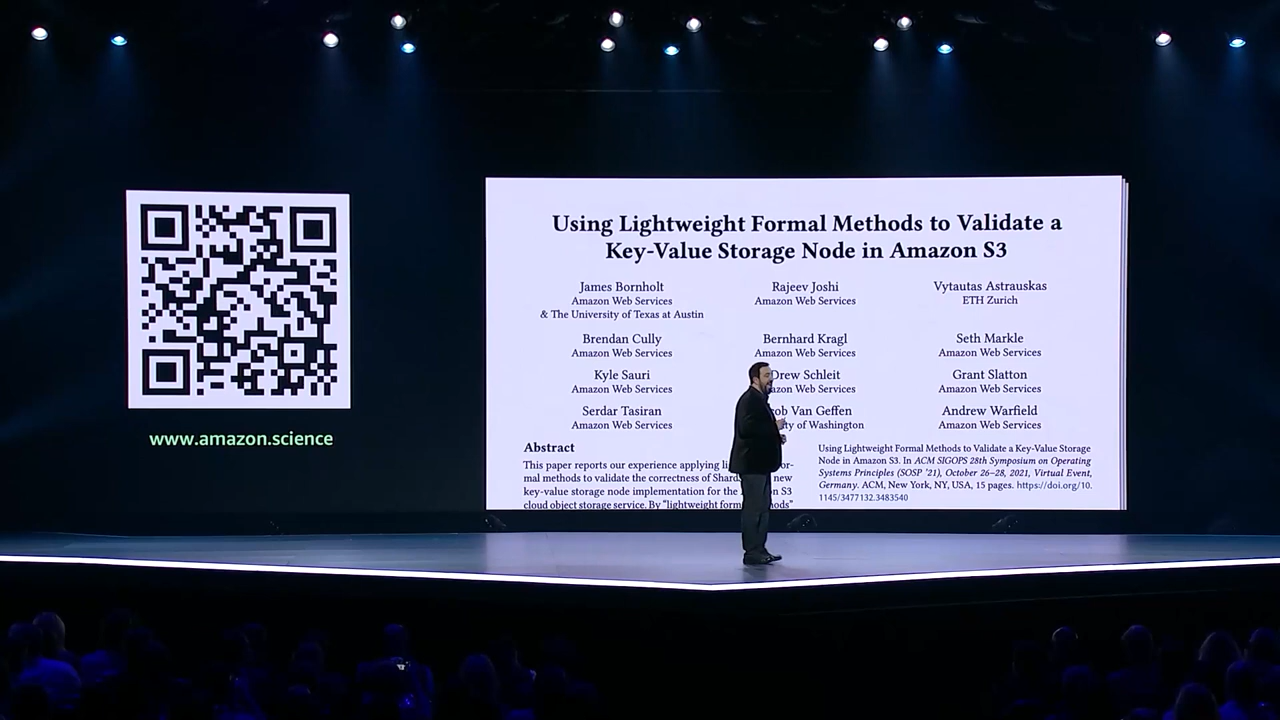 www.amazon.science
Using Lightweight Formal Methods to Validate a
Key-Value Storage Node in Amazon S3
James Bornholt
Amazon Web Services
& The University of Texas at Austin
Rajeev Joshi
Amazon Web Services
Vytautas Astrauskas
ETH Zurich
Brendan Cully
Amazon Web Services
Bernhard Kragl
Amazon Web Services
Seth Markle
Amazon Web Services
Kyle Sauri
Amazon Web Services
Drew Schleit
Web Services
Grant Slatton
Amazon Web Services
Serdar Tasiran
Amazon Web Services
Van Geffen
of Washington
Andrew Warfield
Amazon Web Services
Abstract
This paper reports our experience applying
mal methods to validate the correctness of new
key-value storage node implementation for the S3
cloud object storage service. By “lightweight
Using Lightweight Formal Methods to Validate a Key-Value Storage
Node in Amazon S3. In ACM SIGOPS 28th Symposium on Operating
Systems Principles (SOSP ’21), October 26–28, 2021, Virtual Event,
Germany. ACM, New York, NY, USA, 15 pages. https://doi.org/10.
1145/3477132.3483540